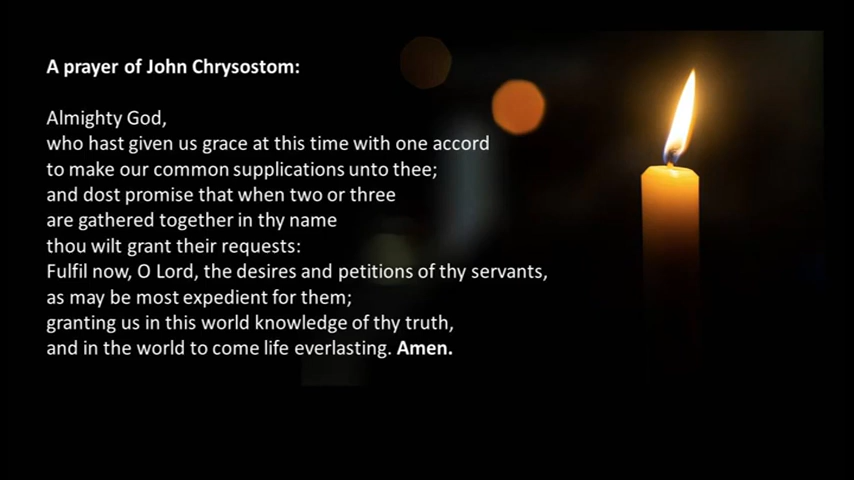 A prayer of John Chrysostom:
Almighty God,
who hast given us grace at this time with one accord
to make our common supplications unto thee;
and dost promise that when two or three
are gathered together in thy name
thou wilt grant their requests:
Fulfil now, O Lord, the desires and petitions of thy servants,
as may be most expedient for them;
granting us in this world knowledge of thy truth,
and in the world to come life everlasting. Amen.